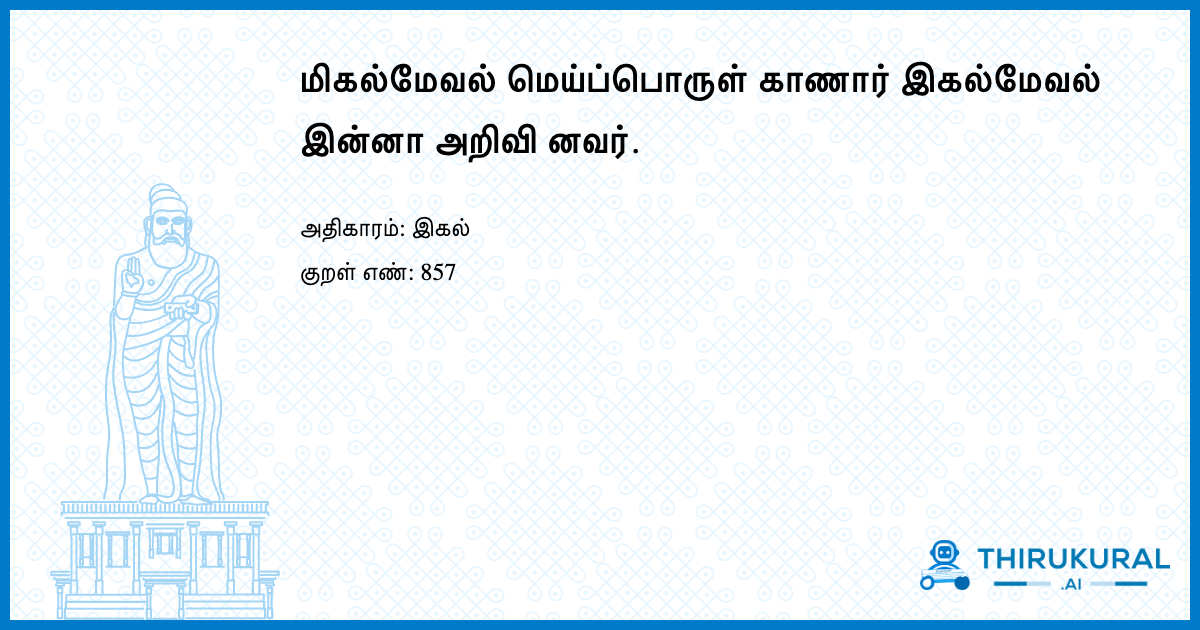 மிகல்மேவல் மெய்ப்பொருள் காணார் இகல்மேவல்
இன்னா அறிவி னவர்.
அதிகாரம்: இகல்
குறள் எண்: 857
THIRUKURAL
.AI